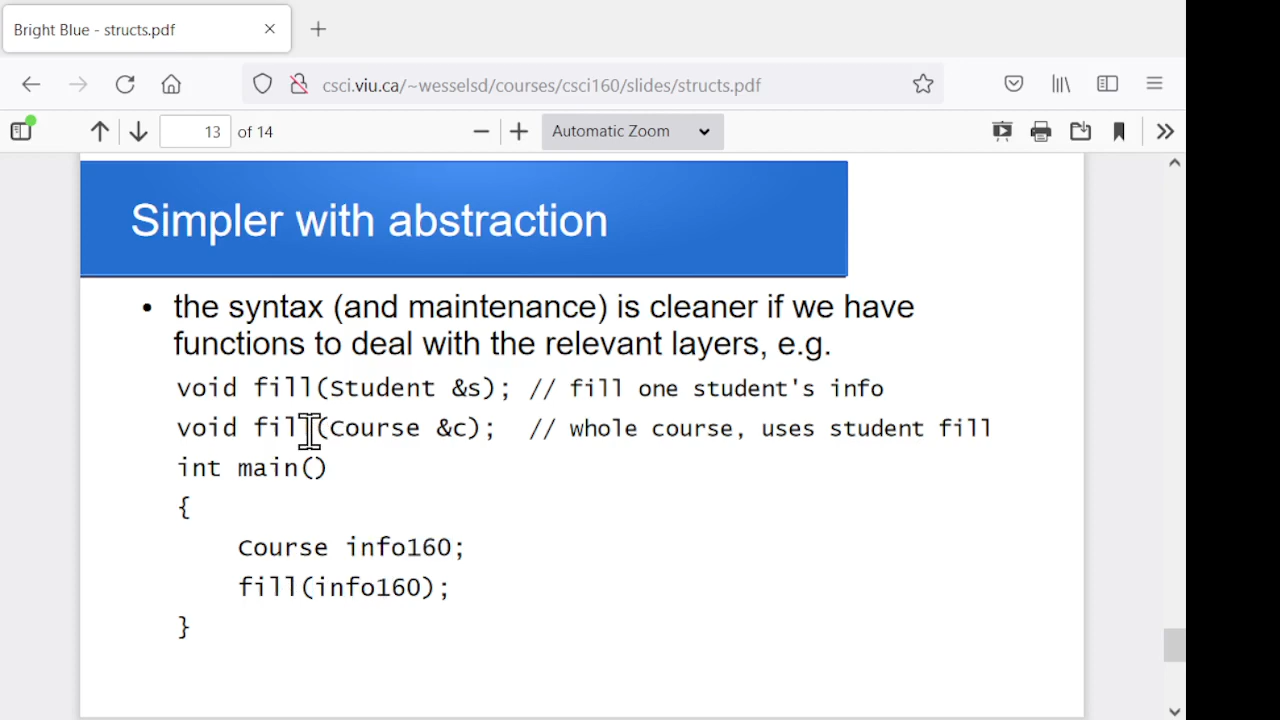 Bright Blue - structs.pdf
csci.viu.ca/~wesselsd/courses/csci160/slides/structs.pdf
13 of 14
Automatic Zoom
Simpler with abstraction
• the syntax (and maintenance) is cleaner if we have
functions to deal with the relevant layers, e.g.
void fill(Student &s); // fill one student's info
void fill(Course &c); // whole course, uses student fill
int main()
{
Course info160;
fill(info160);
}